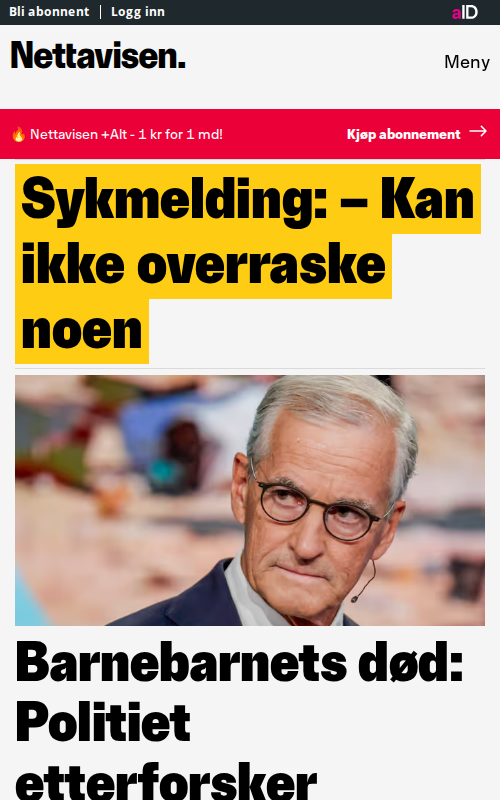 Bli abonnent | Logg inn aID
Nettavisen.
Meny
🔥 Nettavisen +Alt - 1 kr for 1 md! Kjøp abonnement →
Sykmelding: – Kan
ikke overraske
noen
Barnebarnets død:
Politiet
etterforsker